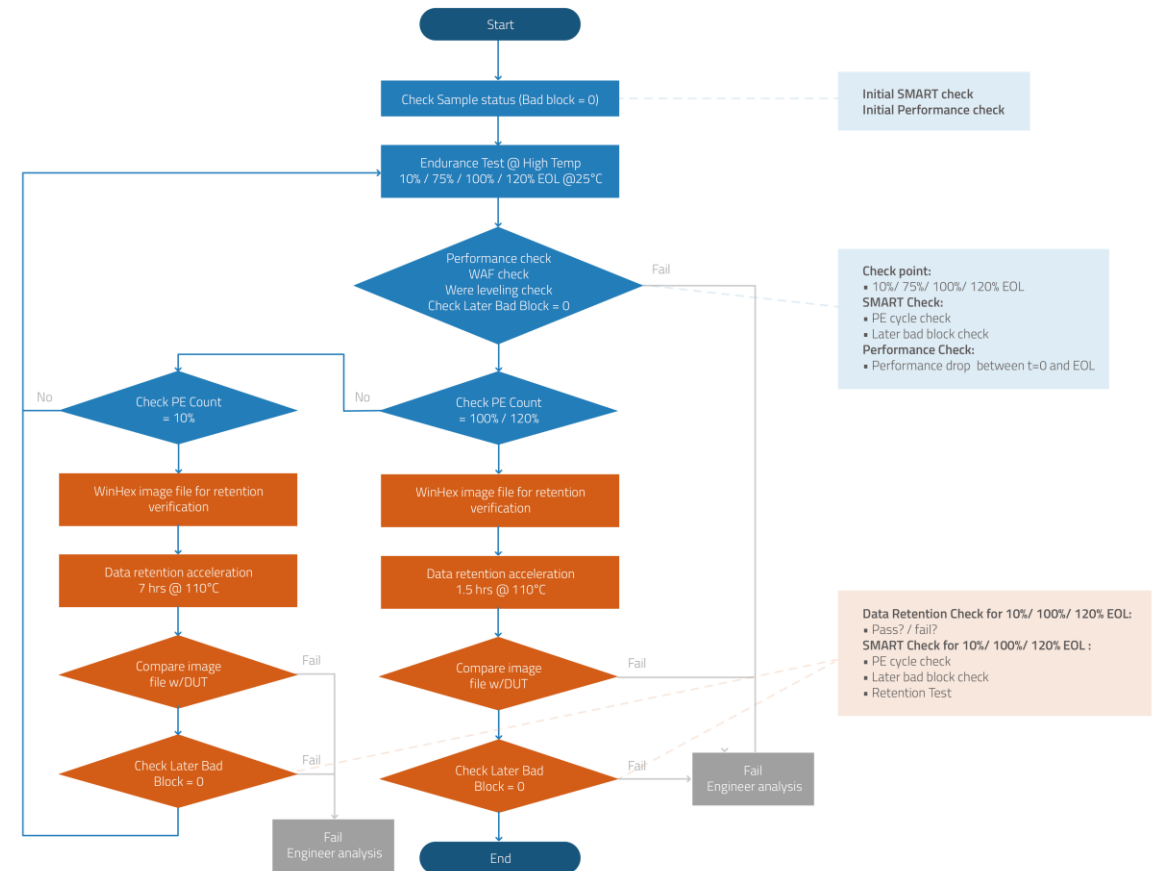 Start
Check Sample status (Bad block = 0)
Initial SMART check
Initial Performance check
Endurance Test @ High Temp
10% / 75% / 100% / 120% EOL @25°C
Performance check
WAF check
Were leveling check
Check Later Bad Block = 0
Fail
Check point:
▪ 10%/ 75%/ 100%/ 120% EOL
SMART Check:
▪ PE cycle check
▪ Later bad block check
Performance Check:
▪ Performance drop between t=0 and EOL
No
Check PE Count
= 10%
No
Check PE Count
= 100% / 120%
WinHex image file for retention
verification
WinHex image file for retention
verification
Data retention acceleration
7 hrs @ 110°C
Data retention acceleration
1.5 hrs @ 110°C
Compare image
file w/DUT
Fail
Compare image
file w/DUT
Fail
Data Retention Check for 10%/ 100%/ 120% EOL:
▪ Pass? / fail?
SMART Check for 10%/ 100%/ 120% EOL :
▪ PE cycle check
▪ Later bad block check
▪ Retention Test
Check Later Bad
Block = 0
Fail
Check Later Bad
Block = 0
Fail
Fail
Engineer analysis
Fail
Engineer analysis
End